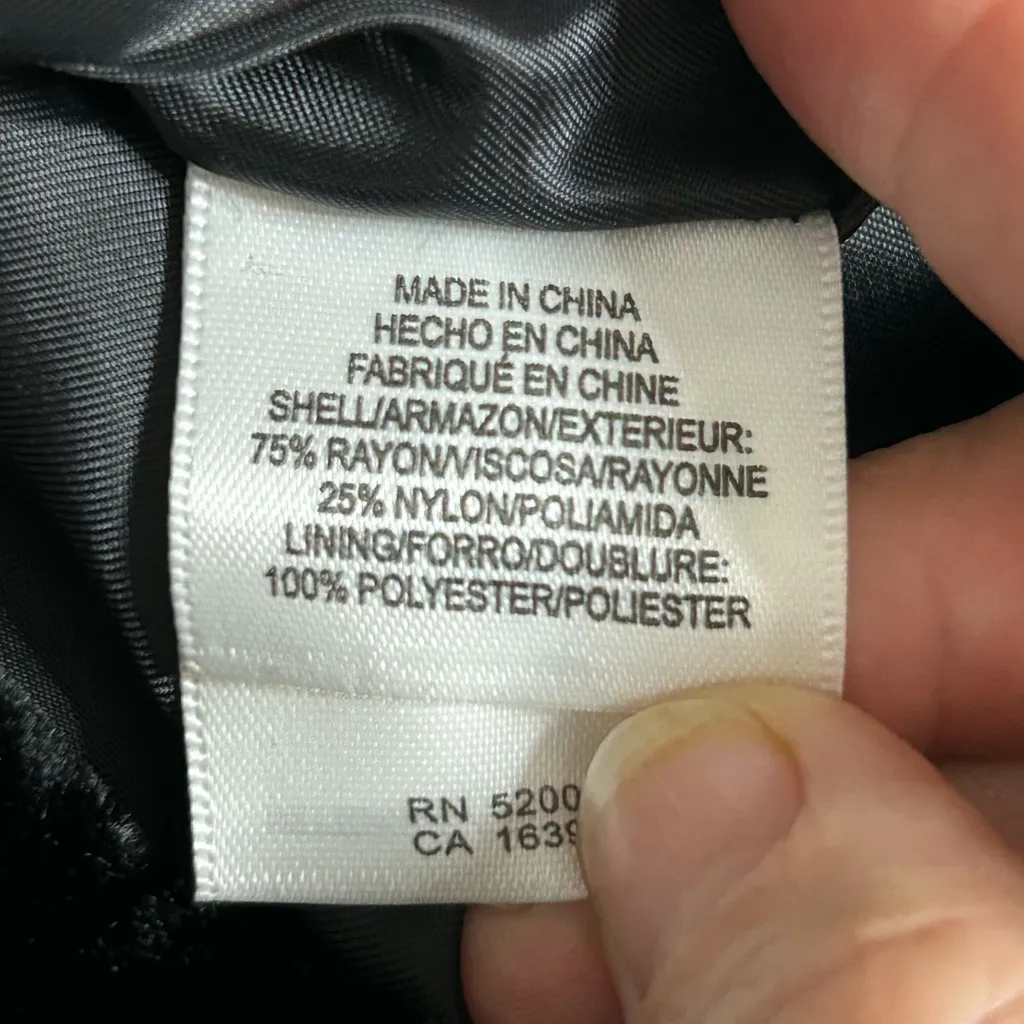 MADE IN CHINA
HECHO EN CHINA
FABRIQUÉ EN CHINE
SHELL/ARMAZON/EXTERIEUR:
75% RAYON/VISCOSA/RAYONNE
25% NYLON/POLIAMIDA
LINING/FORRO/DOUBLURE:
100% POLYESTER/POLIESTER
RN 5200
CA 1639